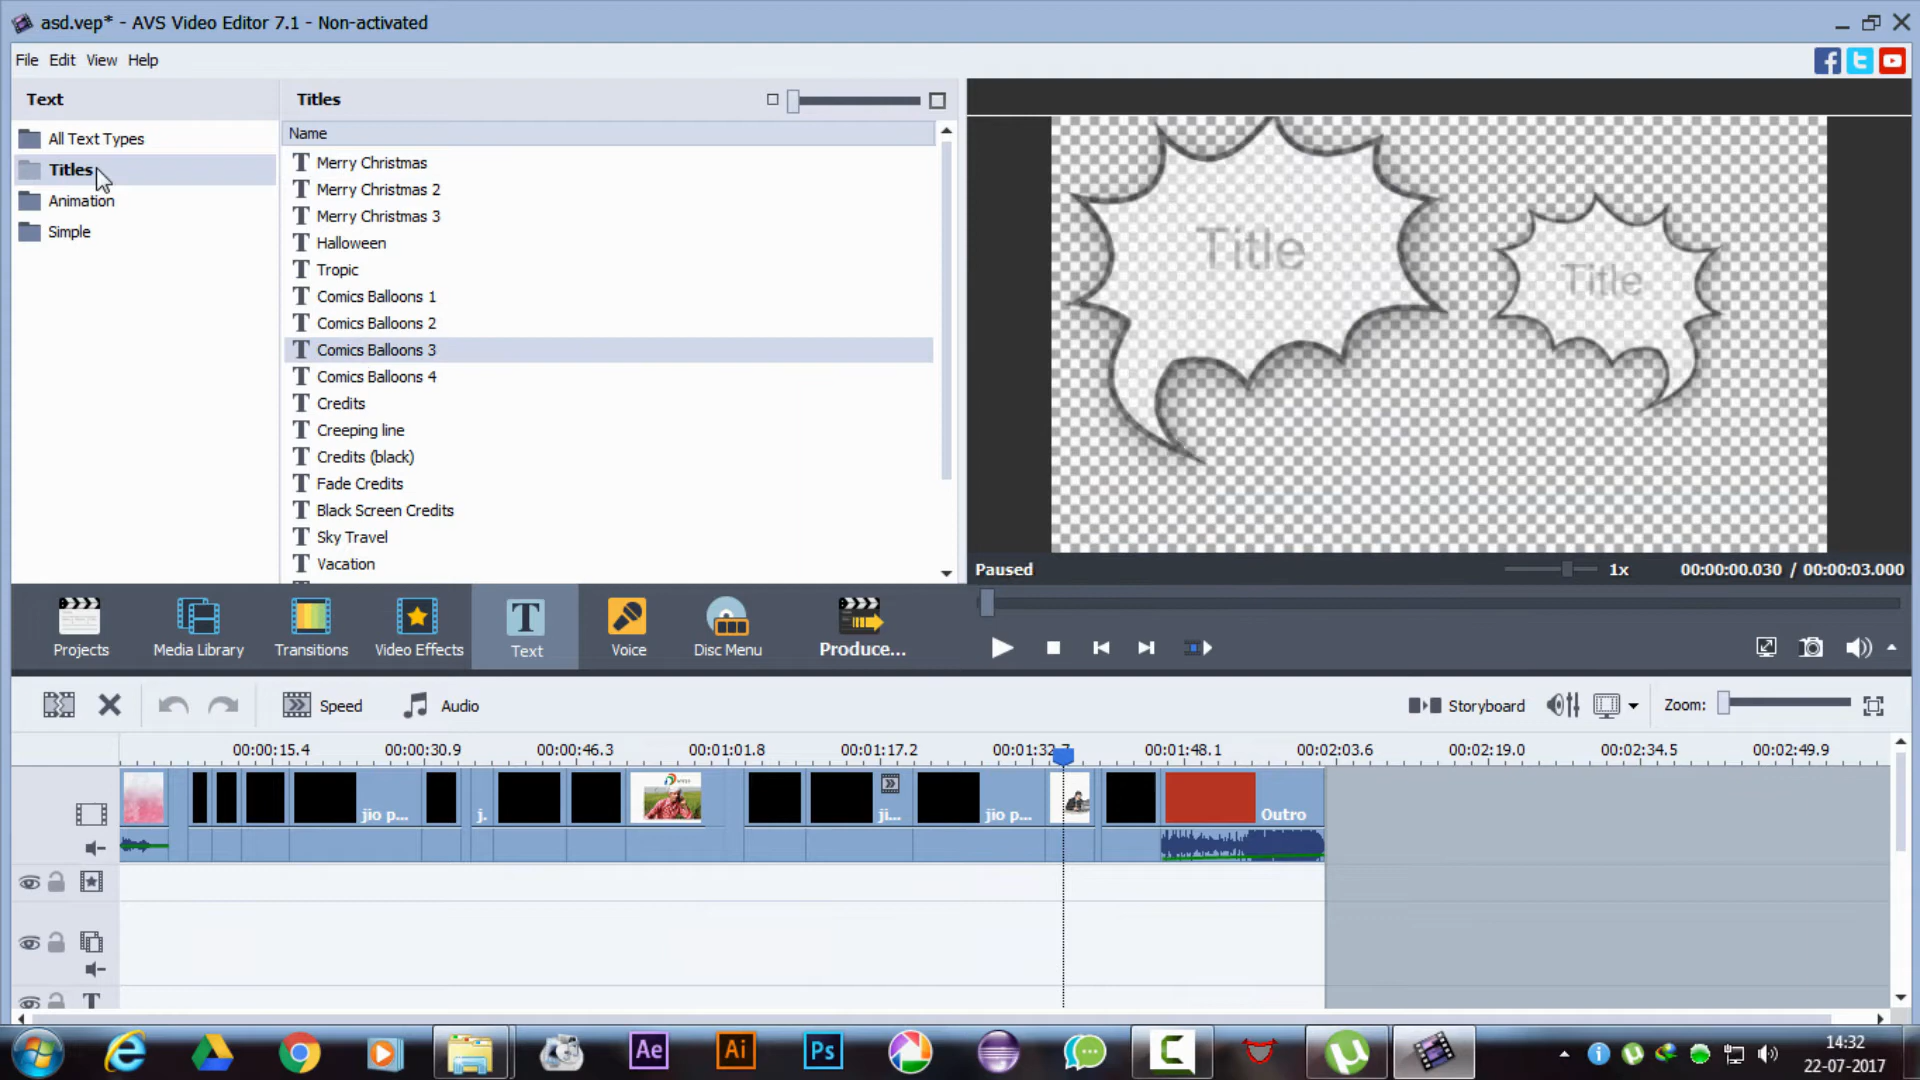 asd.vep* - AVS Video Editor 7.1 - Non-activated
File Edit View Help
Text
All Text Types
Titles
Animation
Simple
Titles
Name
Merry Christmas
Merry Christmas 2
Merry Christmas 3
Halloween
Tropic
Comics Balloons 1
Comics Balloons 2
Comics Balloons 3
Comics Balloons 4
Credits
Creeping line
Credits (black)
Fade Credits
Black Screen Credits
Sky Travel
Vacation
Title
Title
Paused
1x
00:00:00.030 / 00:00:03.000
Projects
Media Library
Transitions
Video Effects
Text
Voice
Disc Menu
Produce...
Speed
Audio
Storyboard
Zoom:
00:00:15.4
00:00:30.9
00:00:46.3
00:01:01.8
00:01:17.2
00:01:32.7
00:01:48.1
00:02:03.6
00:02:19.0
00:02:34.5
00:02:49.9
jio p...
j.
ji...
jio p...
Outro
Ae
Ai
Ps
14:32
22-07-2017